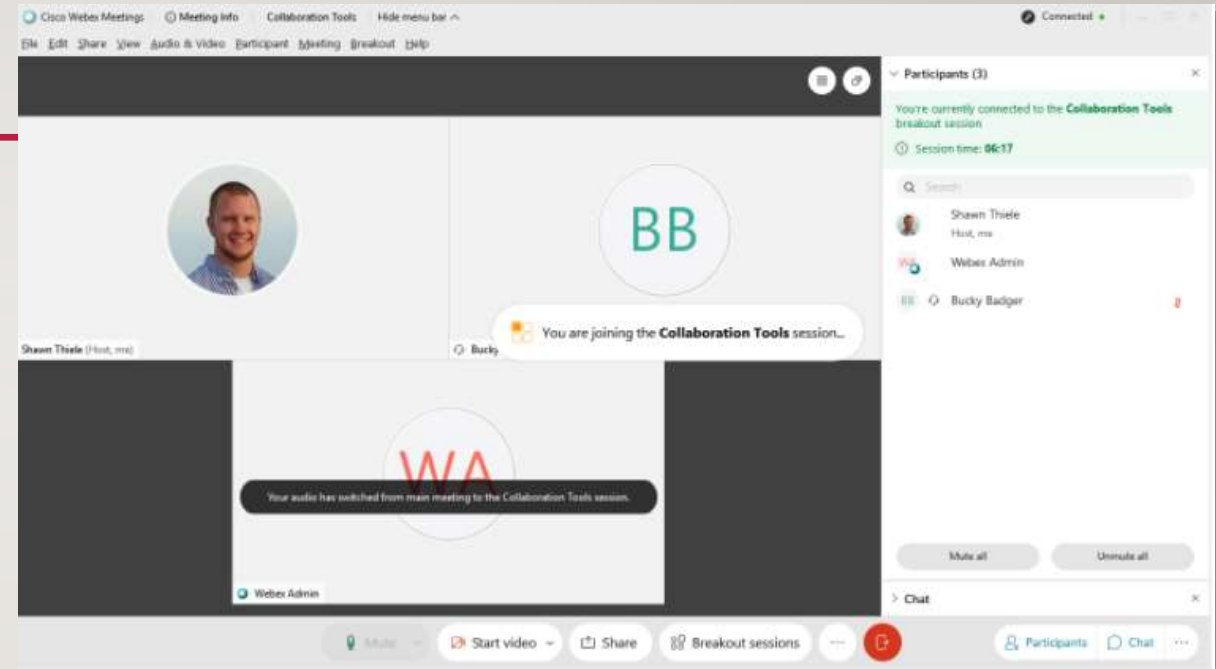 Cisco Webex Meetings Meeting Info Collaboration Tools Hide menu bar Connected
File Edit Share View Audio & Video Participant Meeting Breakout Help
Participants (3)
You're currently connected to the Collaboration Tools
breakout session
Session time: 06:17
Search
Shawn Thiele
Host, me
Webex Admin
BB Bucky Badger
BB
You are joining the Collaboration Tools session...
Shawn Thiele (Host, me)
Bucky
WA
Your audio has switched from main meeting to the Collaboration Tools session.
Webex Admin
Mute all Unmute all
Chat
Mute Start video Share Breakout sessions Participants Chat